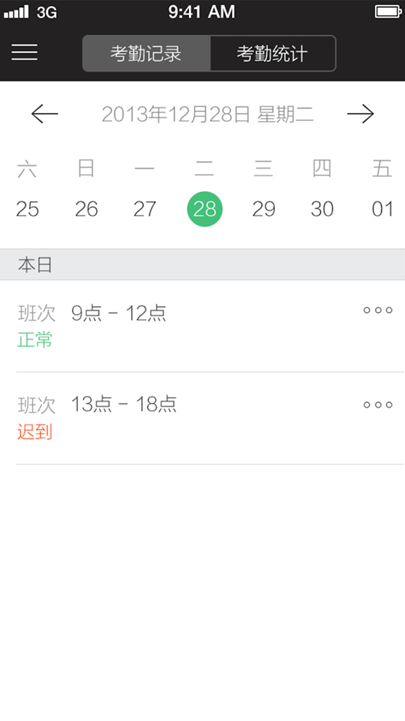 3G 9:41 AM
考勤记录 考勤统计
2013年12月28日 星期二
六 日 一 二 三 四 五
25 26 27 28 29 30 01
本日
班次 9点 - 12点
正常
班次 13点 - 18点
迟到